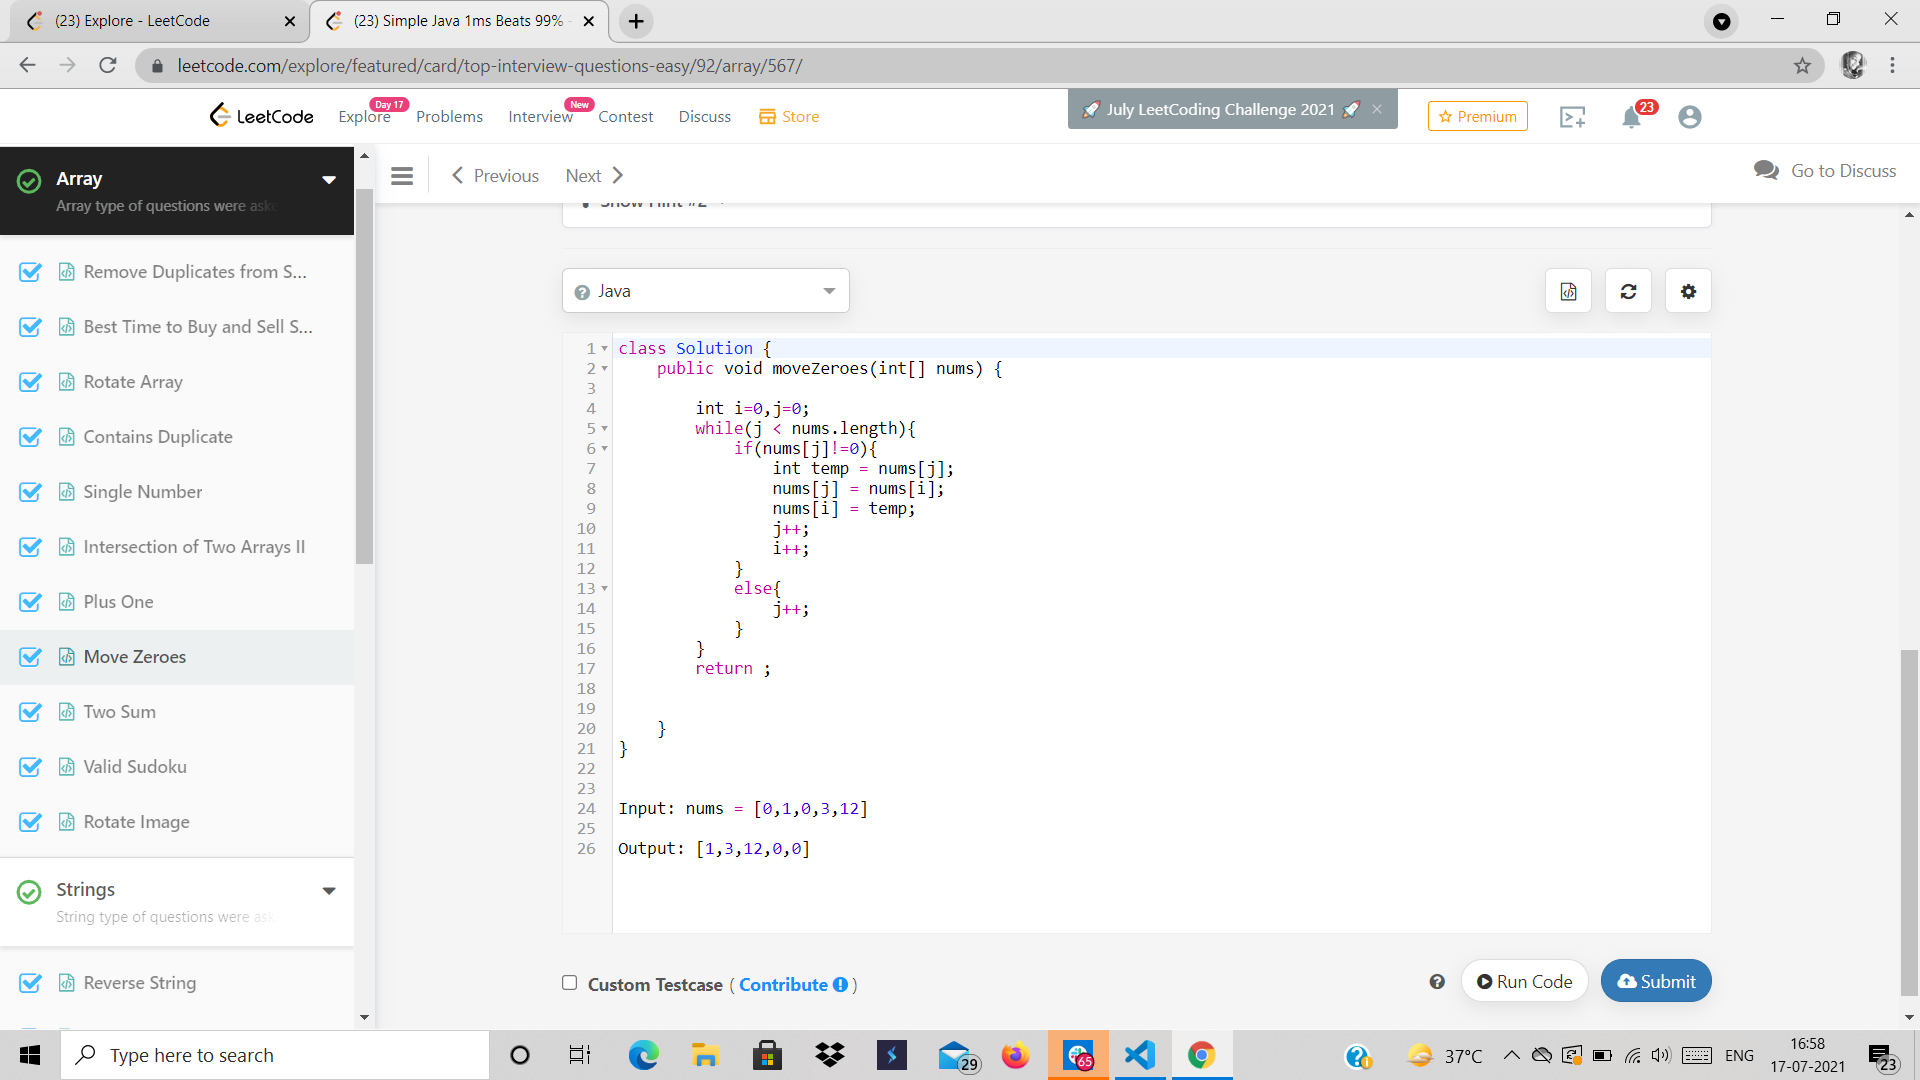 (23) Explore - LeetCode
(23) Simple Java 1ms Beats 99% -
leetcode.com/explore/featured/card/top-interview-questions-easy/92/array/567/
LeetCode
Explore
Day 17
Problems
Interview
New
Contest
Discuss
Store
July LeetCoding Challenge 2021
Premium
23
Array
Array type of questions were aske
Previous
Next
Go to Discuss
Show Hint #2
Remove Duplicates from S...
Best Time to Buy and Sell S...
Rotate Array
Contains Duplicate
Single Number
Intersection of Two Arrays II
Plus One
Move Zeroes
Two Sum
Valid Sudoku
Rotate Image
Strings
String type of questions were ask
Reverse String
Java
1 class Solution {
2 public void moveZeroes(int[] nums) {
3
4 int i=0,j=0;
5 while(j < nums.length){
6 if(nums[j]!=0){
7 int temp = nums[j];
8 nums[j] = nums[i];
9 nums[i] = temp;
10 j++;
11 i++;
12 }
13 else{
14 j++;
15 }
16 }
17 return ;
18
19
20 }
21 }
22
23
24 Input: nums = [0,1,0,3,12]
25
26 Output: [1,3,12,0,0]
Custom Testcase ( Contribute )
Run Code
Submit
Type here to search
29
65
37°C
ENG
16:58
17-07-2021
23